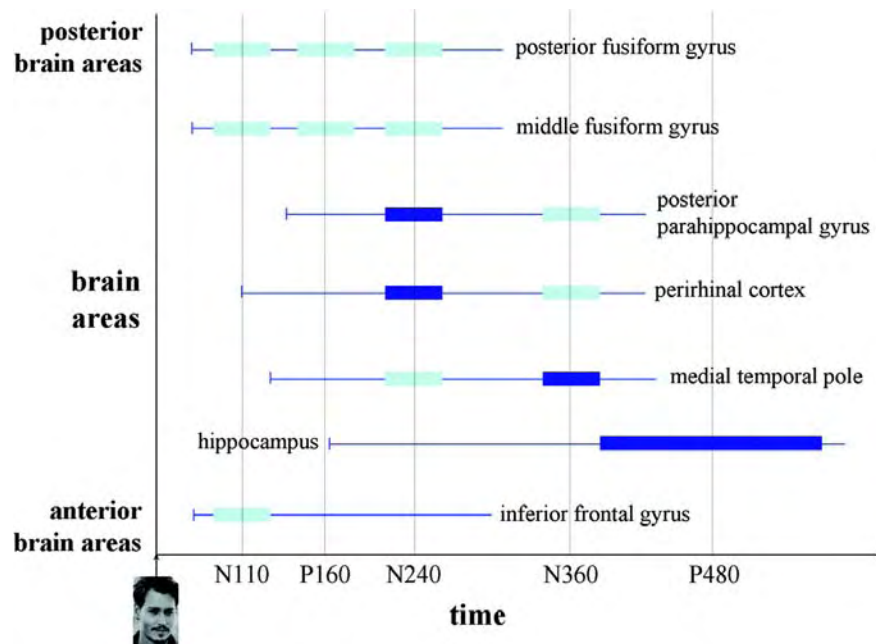 posterior
brain areas
posterior fusiform gyrus
middle fusiform gyrus
posterior
parahippocampal gyrus
brain
areas
perirhinal cortex
medial temporal pole
hippocampus
anterior
brain areas
inferior frontal gyrus
N110 P160 N240 N360 P480
time